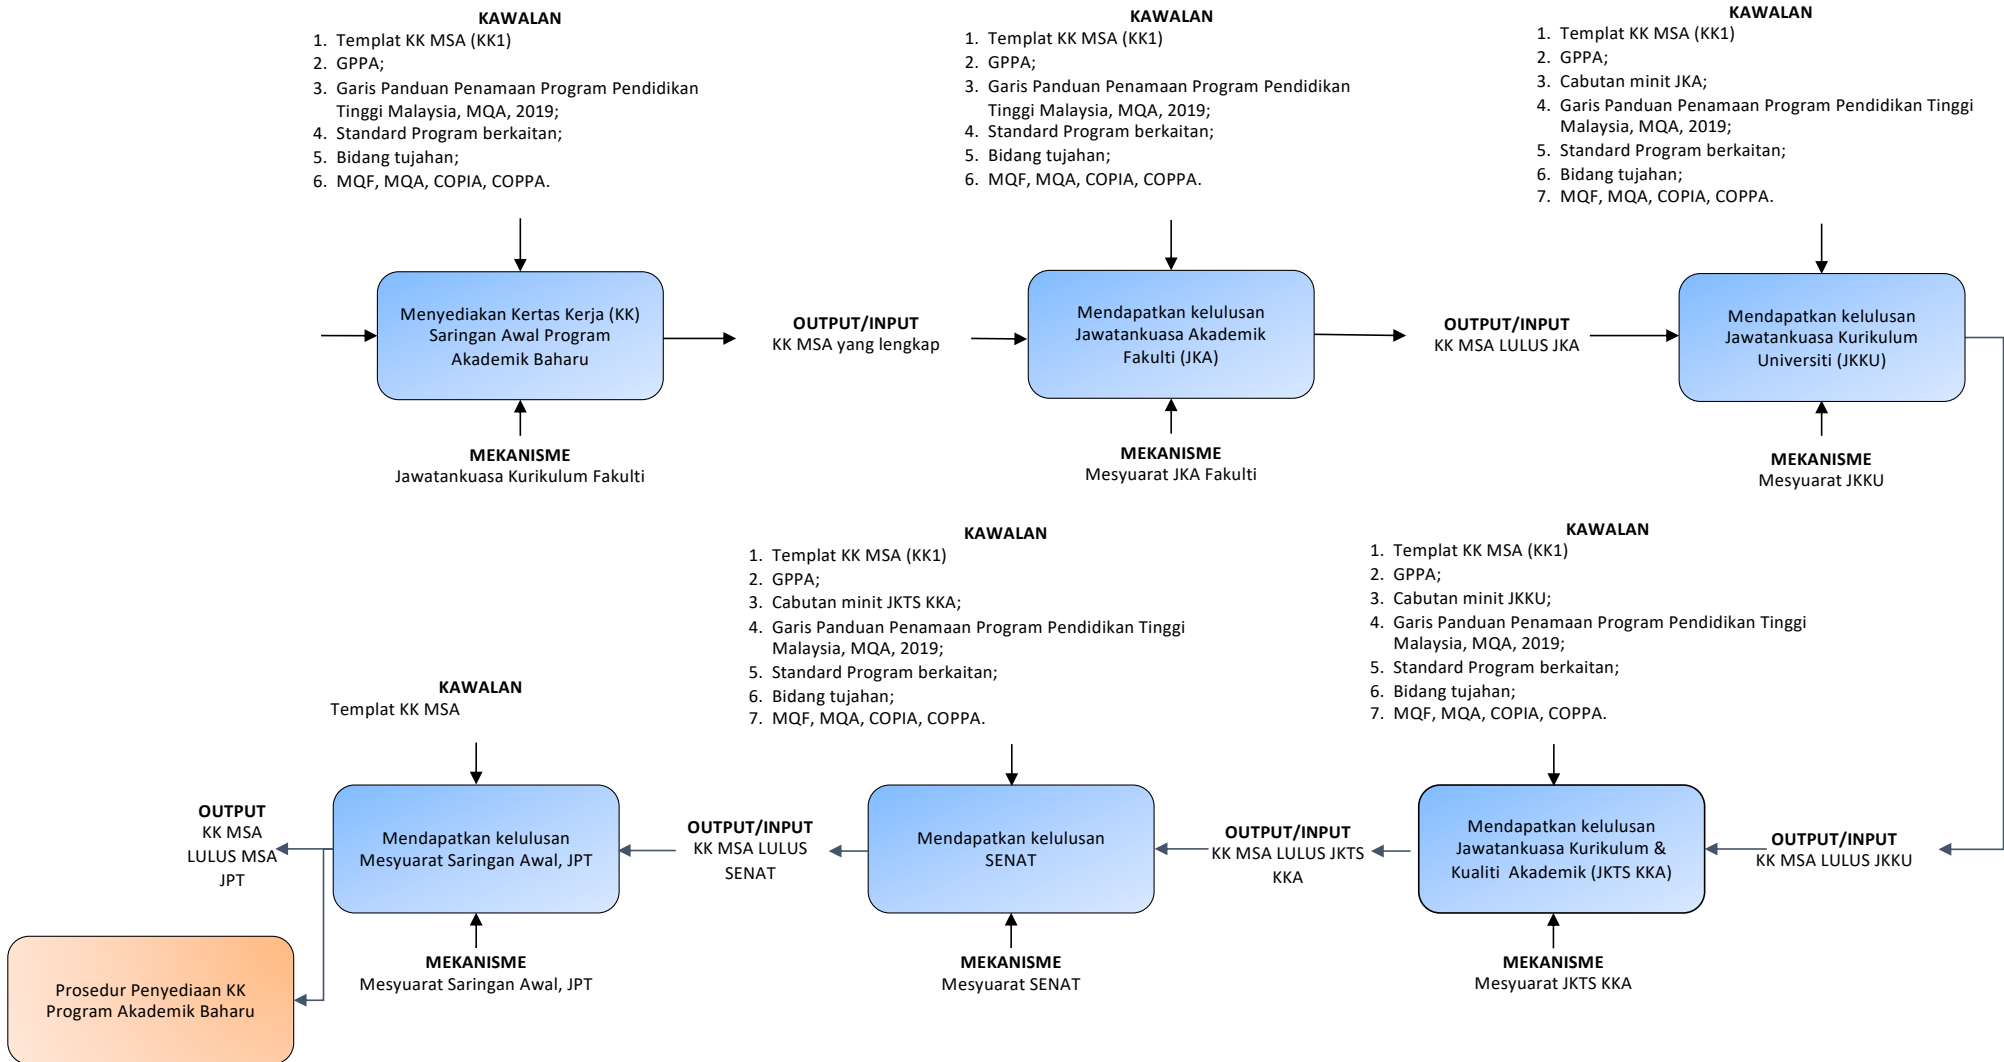 KAWALAN
1. Templat KK MSA (KK1)
2. GPPA;
3. Garis Panduan Penamaan Program Pendidikan
Tinggi Malaysia, MQA, 2019;
4. Standard Program berkaitan;
5. Bidang tujahan;
6. MQF, MQA, COPIA, COPPA.
Menyediakan Kertas Kerja (KK)
Saringan Awal Program
Akademik Baharu
MEKANISME
Jawatankuasa Kurikulum Fakulti
OUTPUT/INPUT
KK MSA yang lengkap
KAWALAN
1. Templat KK MSA (KK1)
2. GPPA;
3. Garis Panduan Penamaan Program Pendidikan
Tinggi Malaysia, MQA, 2019;
4. Standard Program berkaitan;
5. Bidang tujahan;
6. MQF, MQA, COPIA, COPPA.
Mendapatkan kelulusan
Jawatankuasa Akademik
Fakulti (JKA)
MEKANISME
Mesyuarat JKA Fakulti
OUTPUT/INPUT
KK MSA LULUS JKA
KAWALAN
1. Templat KK MSA (KK1)
2. GPPA;
3. Cabutan minit JKA;
4. Garis Panduan Penamaan Program Pendidikan Tinggi
Malaysia, MQA, 2019;
5. Standard Program berkaitan;
6. Bidang tujahan;
7. MQF, MQA, COPIA, COPPA.
Mendapatkan kelulusan
Jawatankuasa Kurikulum
Universiti (JKKU)
MEKANISME
Mesyuarat JKKU
OUTPUT/INPUT
KK MSA LULUS JKKU
KAWALAN
1. Templat KK MSA (KK1)
2. GPPA;
3. Cabutan minit JKKU;
4. Garis Panduan Penamaan Program Pendidikan Tinggi
Malaysia, MQA, 2019;
5. Standard Program berkaitan;
6. Bidang tujahan;
7. MQF, MQA, COPIA, COPPA.
Mendapatkan kelulusan
Jawatankuasa Kurikulum &
Kualiti Akademik (JKTS KKA)
MEKANISME
Mesyuarat JKTS KKA
OUTPUT/INPUT
KK MSA LULUS JKTS
KKA
KAWALAN
1. Templat KK MSA (KK1)
2. GPPA;
3. Cabutan minit JKTS KKA;
4. Garis Panduan Penamaan Program Pendidikan Tinggi
Malaysia, MQA, 2019;
5. Standard Program berkaitan;
6. Bidang tujahan;
7. MQF, MQA, COPIA, COPPA.
Mendapatkan kelulusan
SENAT
MEKANISME
Mesyuarat SENAT
OUTPUT/INPUT
KK MSA LULUS
SENAT
KAWALAN
Templat KK MSA
Mendapatkan kelulusan
Mesyuarat Saringan Awal, JPT
MEKANISME
Mesyuarat Saringan Awal, JPT
OUTPUT
KK MSA
LULUS MSA
JPT
Prosedur Penyediaan KK
Program Akademik Baharu